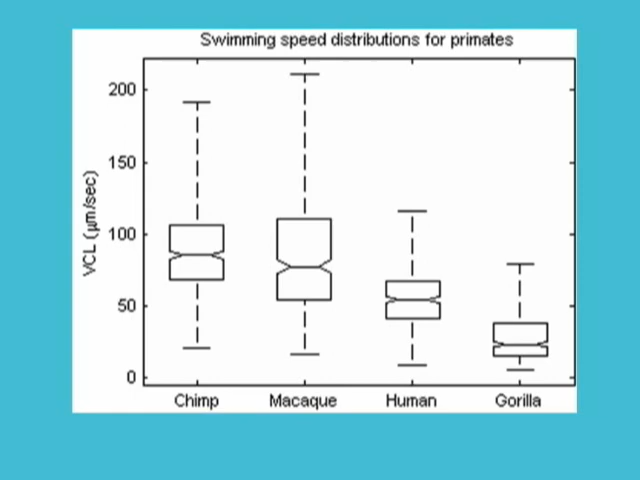 Swimming speed distributions for primates
200
150
100
50
0
VCL (μm/sec)
Chimp Macaque Human Gorilla